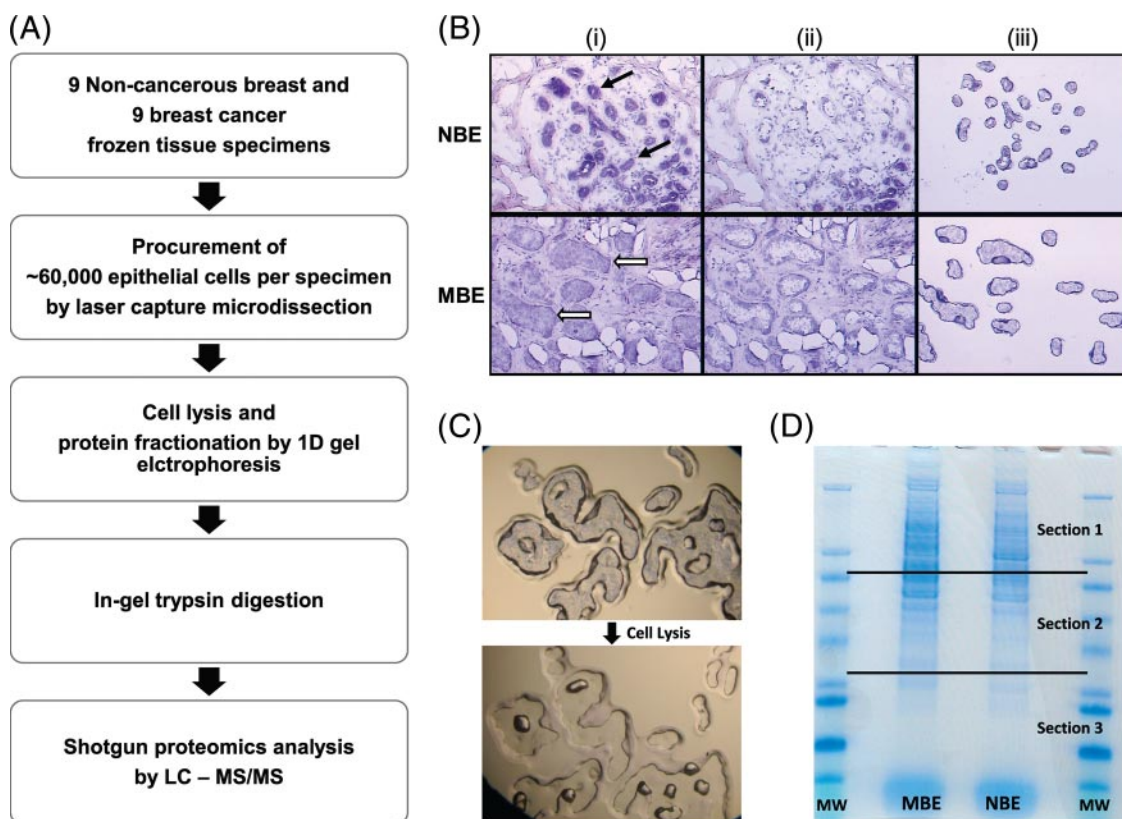 (A)
9 Non-cancerous breast and
9 breast cancer
frozen tissue specimens
Procurement of
~60,000 epithelial cells per specimen
by laser capture microdissection
Cell lysis and
protein fractionation by 1D gel
elctrophoresis
In-gel trypsin digestion
Shotgun proteomics analysis
by LC – MS/MS
(B)
(i) (ii) (iii)
NBE
MBE
(C)
Cell Lysis
(D)
Section 1
Section 2
Section 3
MW MBE NBE MW